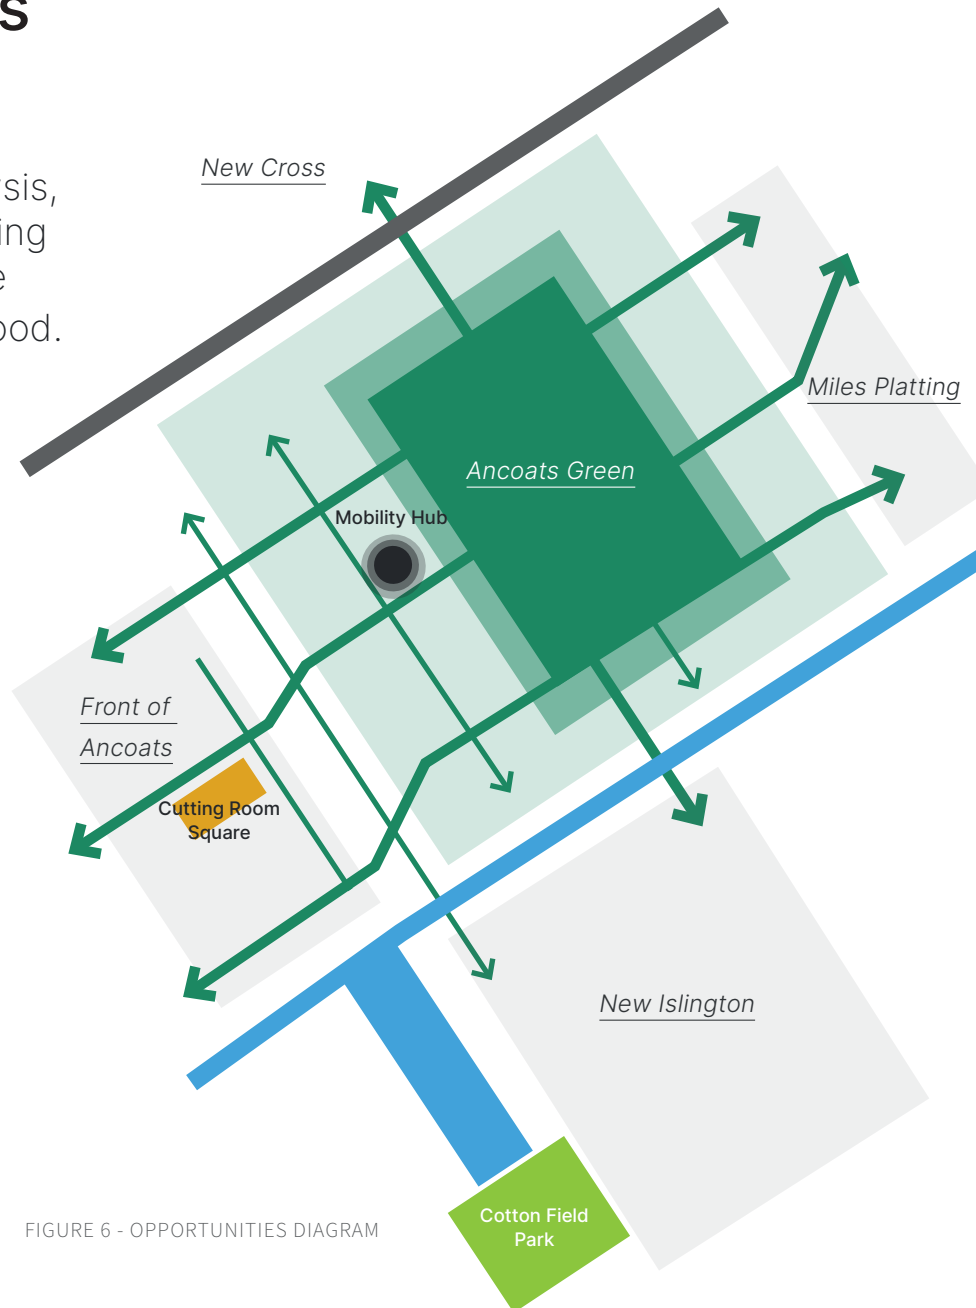 s
sis,
ing
e
ood.
New Cross
Miles Platting
Ancoats Green
Mobility Hub
Front of
Ancoats
Cutting Room
Square
New Islington
Cotton Field
Park
FIGURE 6 - OPPORTUNITIES DIAGRAM